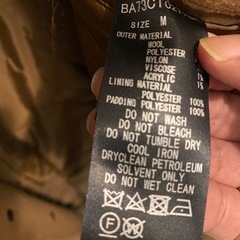 SIZE M
OUTER MATERIAL
WOOL
POLYESTER
NYLON
VISCOSE
ACRYLIC 1%
LINING MATERIAL
POLYESTER 100%
PADDING POLYESTER 100%
DO NOT WASH
DO NOT BLEACH
DO NOT TUMBLE DRY
COOL IRON
DRYCLEAN PETROLEUM
SOLVENT ONLY
DO NOT WET CLEAN
F W